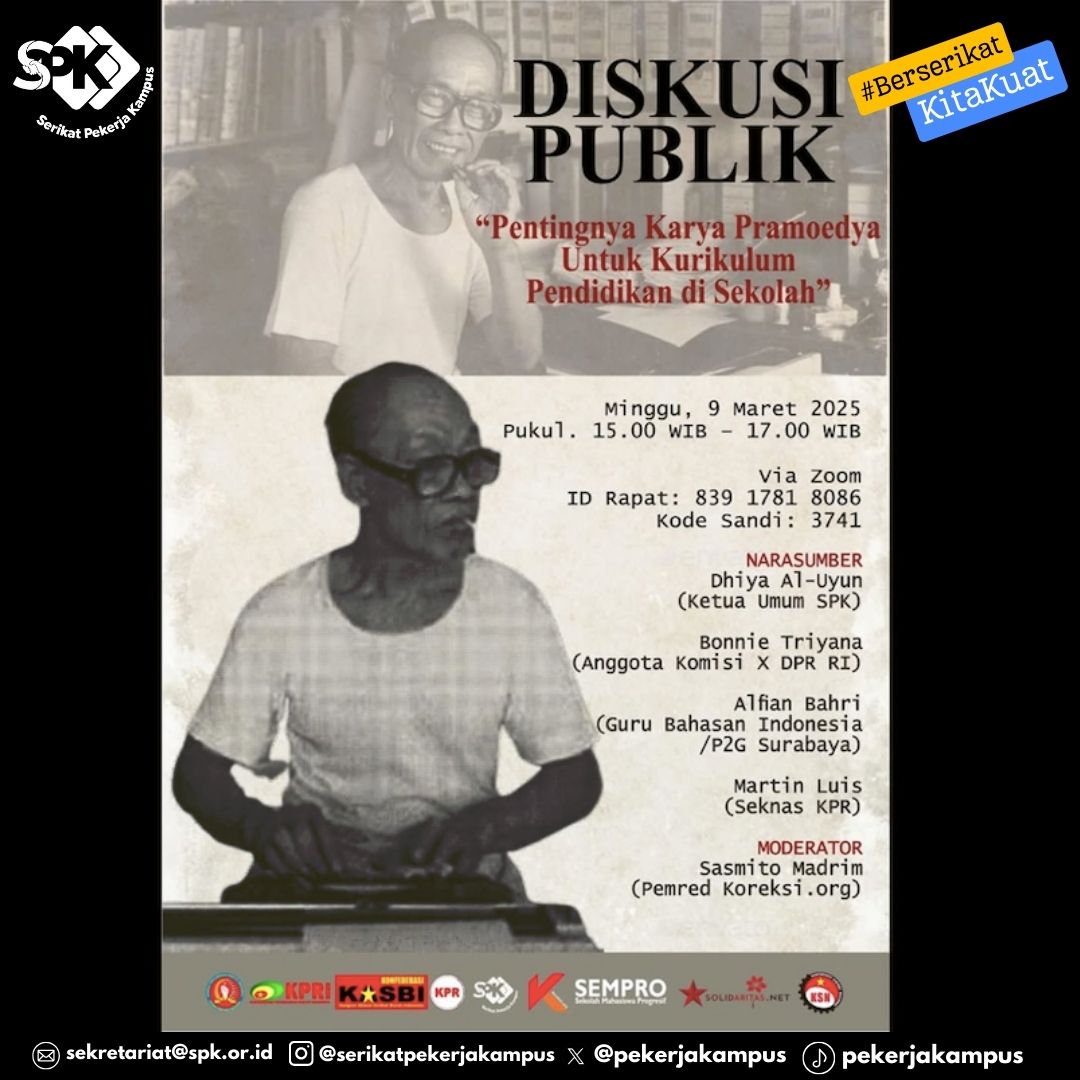 SPK
Serikat Pekerja Kampus
#Berserikat
KitaKuat
DISKUSI
PUBLIK
“Pentingnya Karya Pramoedya
Untuk Kurikulum
Pendidikan di Sekolah”
Minggu, 9 Maret 2025
Pukul. 15.00 WIB – 17.00 WIB
Via Zoom
ID Rapat: 839 1781 8086
Kode Sandi: 3741
NARASUMBER
Dhiya Al-Uyun
(Ketua Umum SPK)
Bonnie Triyana
(Anggota Komisi X DPR RI)
Alfian Bahri
(Guru Bahasan Indonesia
/P2G Surabaya)
Martin Luis
(Seknas KPR)
MODERATOR
Sasmito Madrim
(Pemred Koreksi.org)
KPRI
KONFEDERASI
KASBI
KPR
SPK
Serikat Pekerja Kampus
SEMPRO
Sekolah Mahasiswa Progresif
SOLIDARITAS.NET
KSN
sekretariat@spk.or.id @serikatpekerjakampus @pekerjakampus pekerjakampus